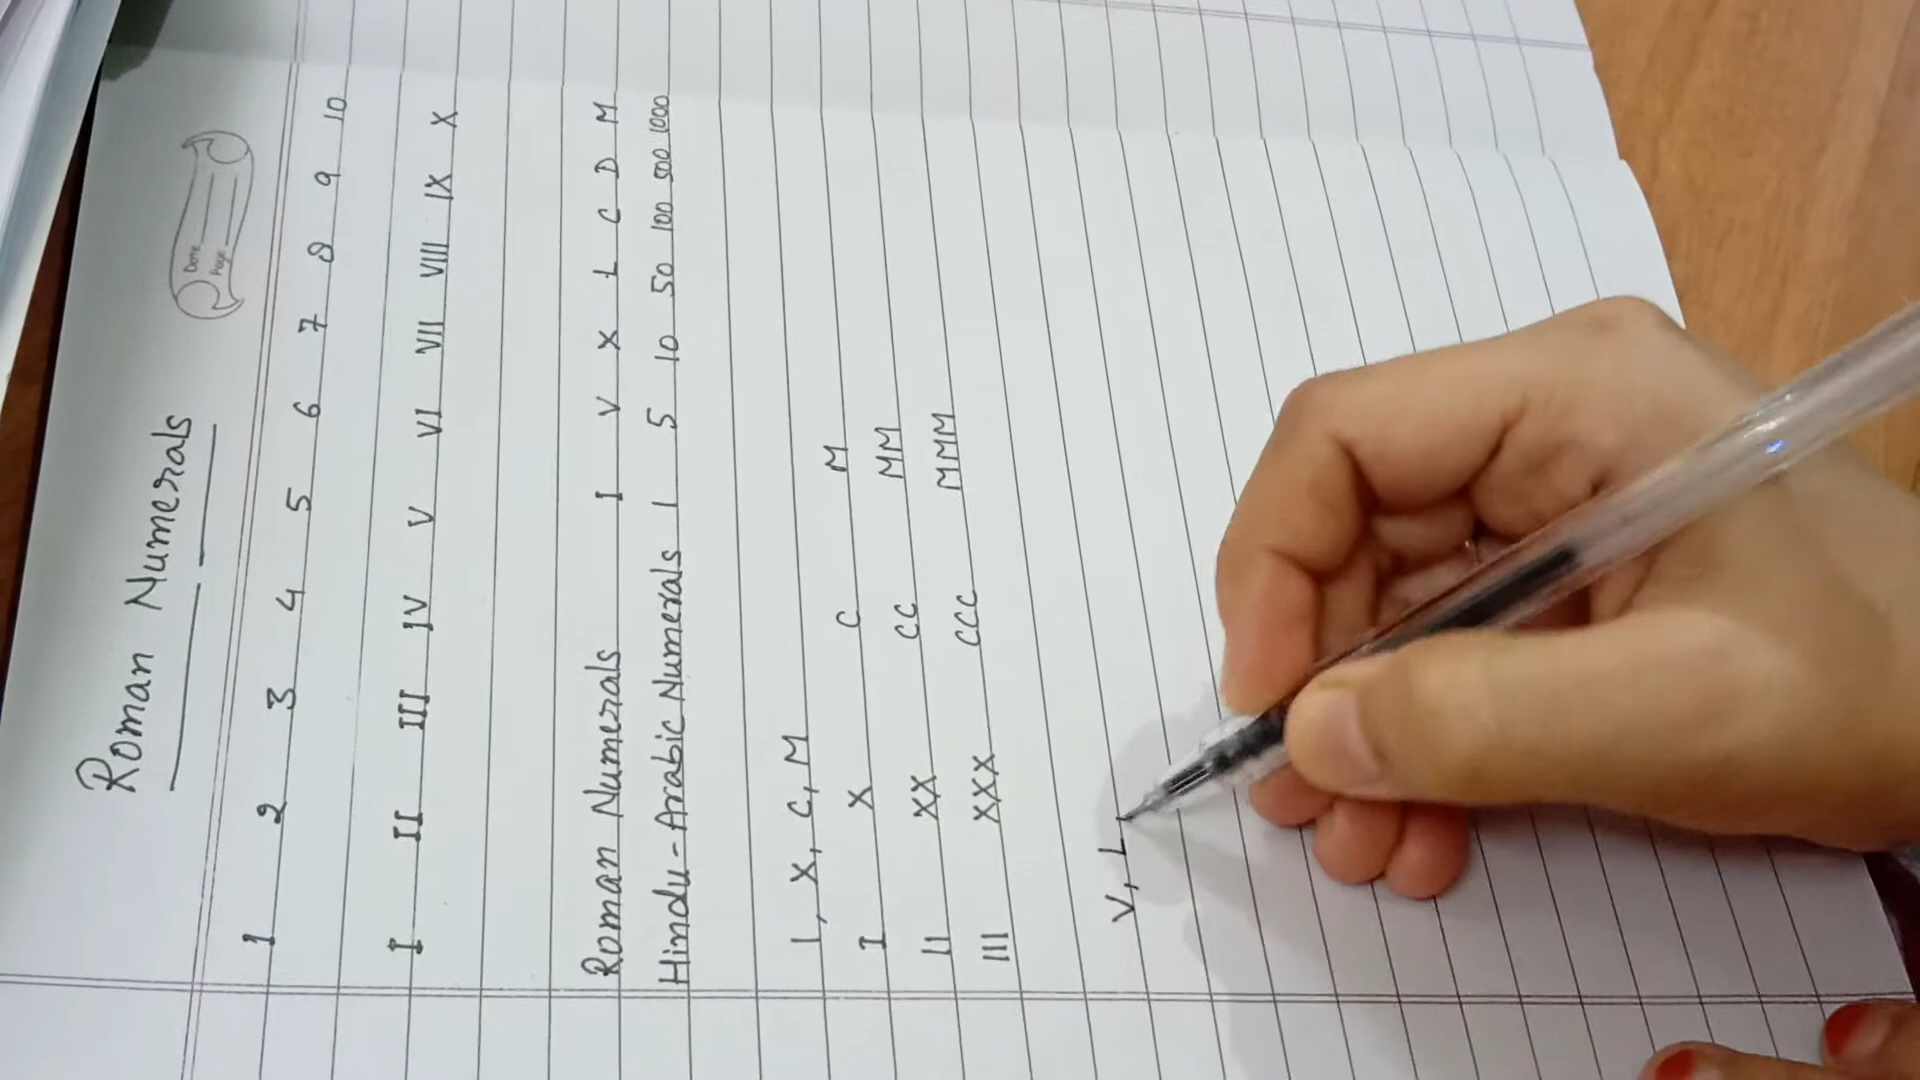 Date
Page
Roman Numerals
1 2 3 4 5 6 7 8 9 10
I II III IV V VI VII VIII IX X
Roman Numerals I V X L C D M
Hindu-Arabic Numerals 1 5 10 50 100 500 1000
I, X, C, M
I X C M
II XX CC MM
III XXX CCC MMM
V, L